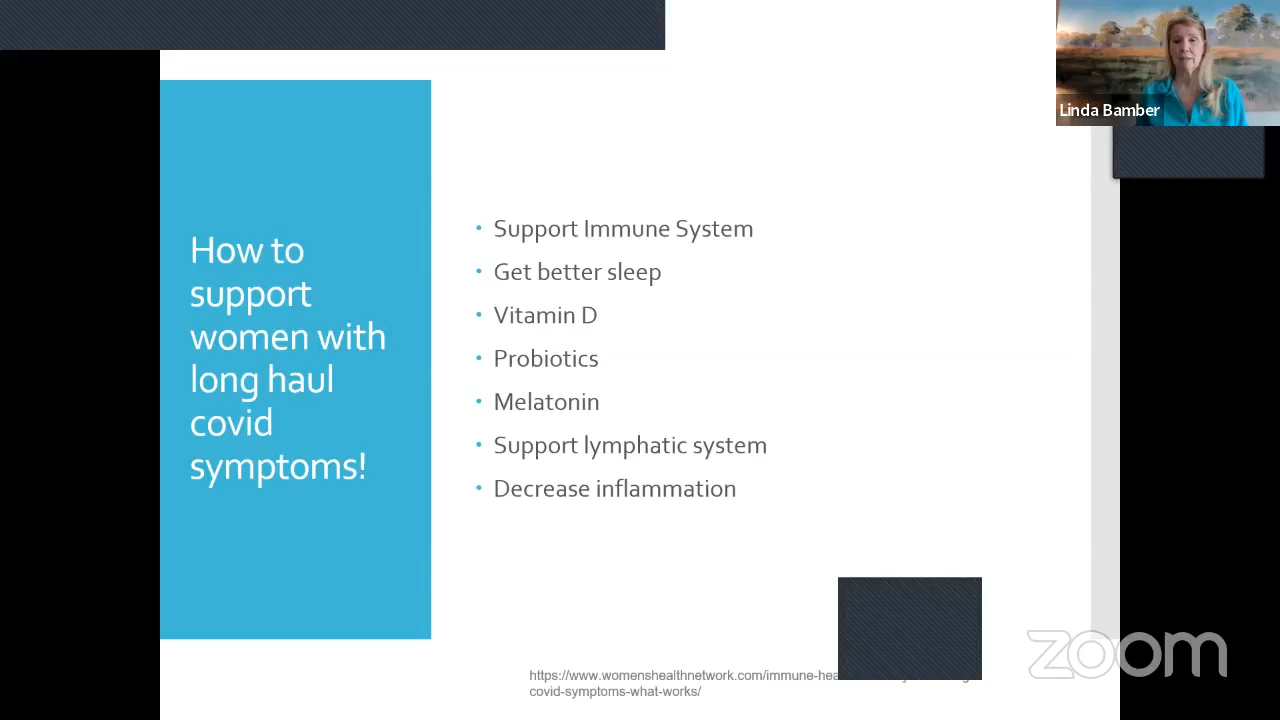 Linda Bamber
How to
support
women with
long haul
covid
symptoms!
• Support Immune System
• Get better sleep
• Vitamin D
• Probiotics
• Melatonin
• Support lymphatic system
• Decrease inflammation
https://www.womenshealthnetwork.com/immune-hea
covid-symptoms-what-works/
zoom